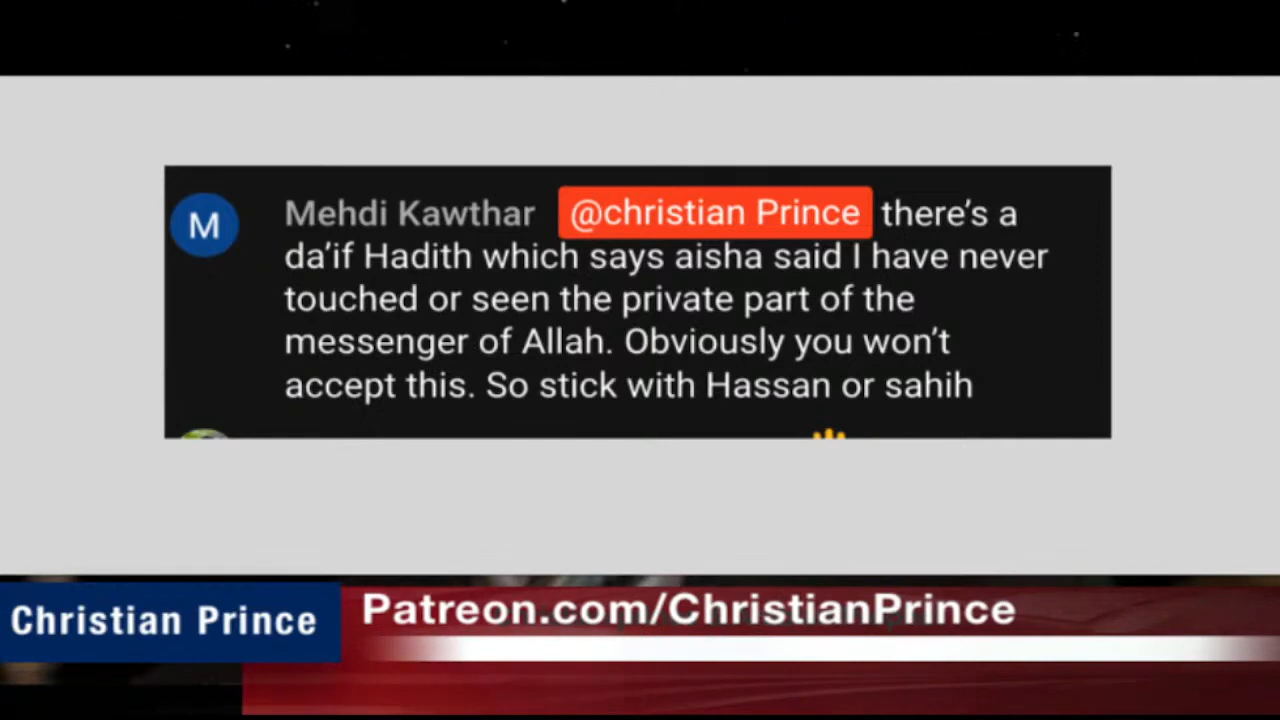 M
Mehdi Kawthar @christian Prince there's a
da'if Hadith which says aisha said I have never
touched or seen the private part of the
messenger of Allah. Obviously you won't
accept this. So stick with Hassan or sahih
Christian Prince
Patreon.com/ChristianPrince